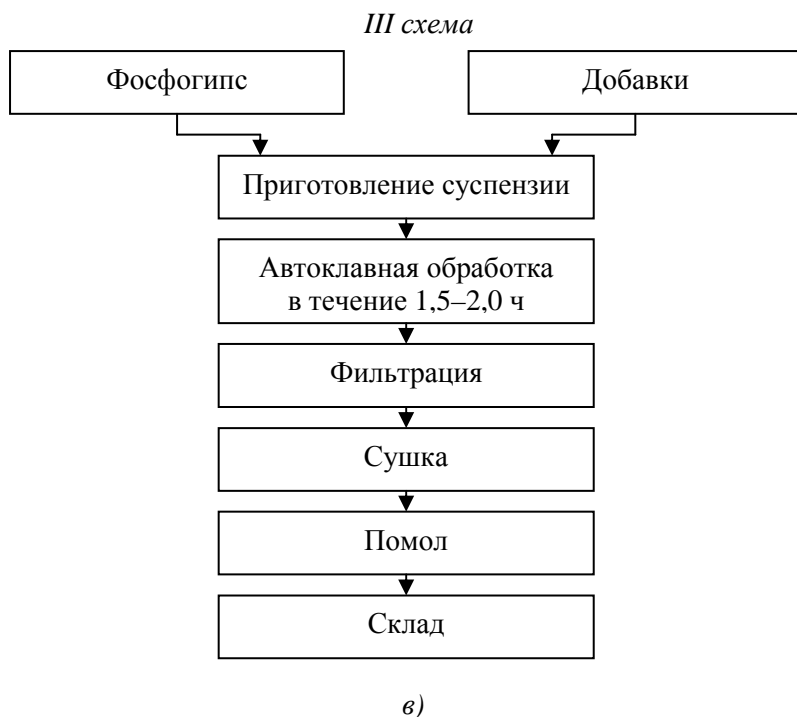 III схема
Фосфогипс
Добавки
Приготовление суспензии
Автоклавная обработка
в течение 1,5–2,0 ч
Фильтрация
Сушка
Помол
Склад
в)